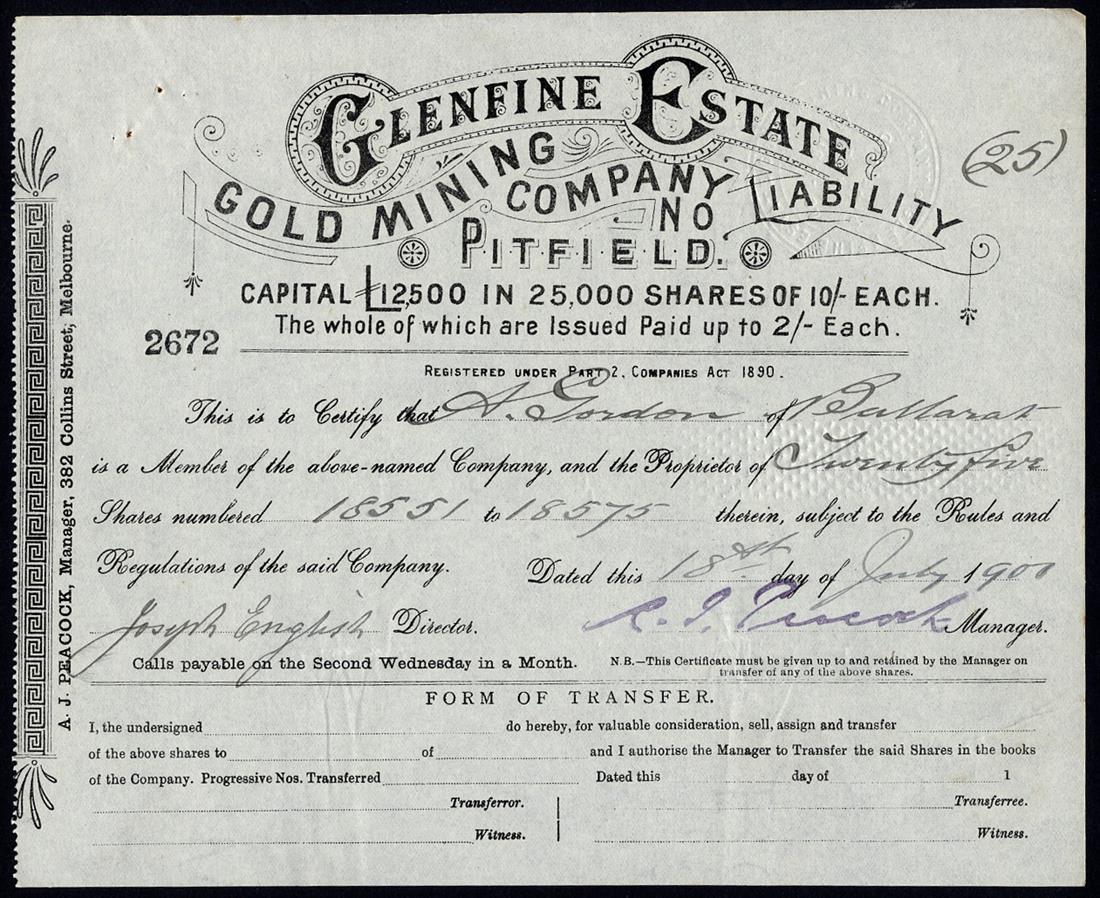 GLENFINE ESTATE
(25)
GOLD MINING COMPANY NO LIABILITY
PITFIELD.
CAPITAL £12,500 IN 25,000 SHARES OF 10/- EACH.
The whole of which are Issued Paid up to 2/- Each.
2672
REGISTERED UNDER PART 2, COMPANIES ACT 1890.
This is to Certify that A. Gordon of Ballarat
is a Member of the above-named Company, and the Proprietor of Twenty five
Shares numbered 18551 to 18575 therein, subject to the Rules and
Regulations of the said Company. Dated this 18th day of July 1900
Joseph English Director. A. J. Peacock Manager.
Calls payable on the Second Wednesday in a Month. N.B.—This Certificate must be given up to and retained by the Manager on
transfer of any of the above shares.
FORM OF TRANSFER.
I, the undersigned do hereby, for valuable consideration, sell, assign and transfer
of the above shares to of and I authorise the Manager to Transfer the said Shares in the books
of the Company. Progressive Nos. Transferred Dated this day of 1
Transferror. Transferree.
Witness. Witness.
A. J. PEACOCK, Manager, 382 Collins Street, Melbourne.